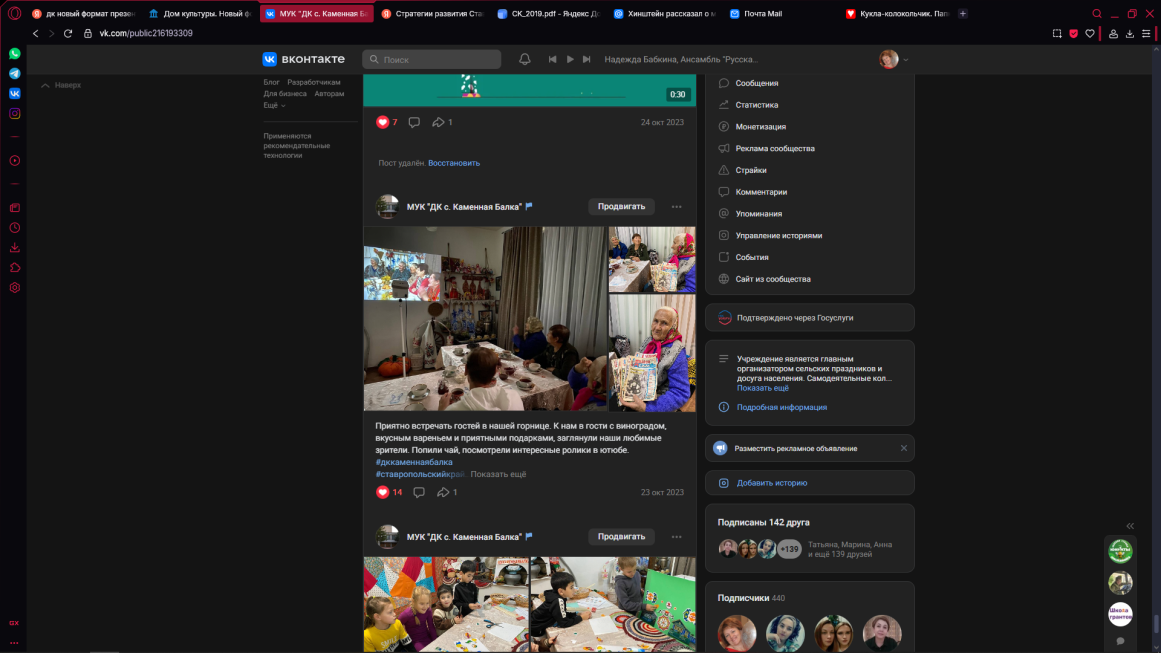 дк новый формат презен
Дом культуры. Новый ф
МУК "ДК с. Каменная Ба
Стратегии развития Ста
СК_2019.pdf - Яндекс До
Хинштейн рассказал о м
Почта Mail
Кукла-колокольчик. Пап
vk.com/public216193309
вконтакте
Поиск
Надежда Бабкина, Ансамбль "Русска...
Наверх
Блог Разработчикам
Для бизнеса Авторам
Ещё
Применяются
рекомендательные
технологии
0:30
7
1
24 окт 2023
Пост удалён. Восстановить
МУК "ДК с. Каменная Балка"
Продвигать
Приятно встречать гостей в нашей горнице. К нам в гости с виноградом,
вкусным вареньем и приятными подарками, заглянули наши любимые
зрители. Попили чай, посмотрели интересные ролики в ютюбе.
#дккаменнаябалка
#ставропольскийкрай. Показать ещё
14
1
23 окт 2023
МУК "ДК с. Каменная Балка"
Продвигать
Сообщения
Статистика
Монетизация
Реклама сообщества
Страйки
Комментарии
Упоминания
Управление историями
События
Сайт из сообщества
Подтверждено через Госуслуги
Учреждение является главным
организатором сельских праздников и
досуга населения. Самодеятельные кол...
Показать ещё
Подробная информация
Разместить рекламное объявление
Добавить историю
Подписаны 142 друга
+139
Татьяна, Марина, Анна
и ещё 139 друзей
Подписчики 440
Школа
грантов
GX